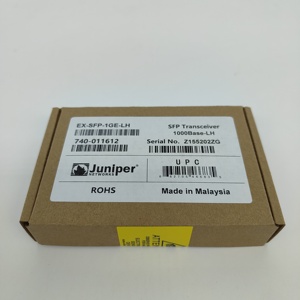 EX-SFP-1GE-LH
SFP Transceiver
1000Base-LH
740-011612
Serial No. Z155202ZG
Juniper
NETWORKS
UPC
ROHS
Made in Malaysia